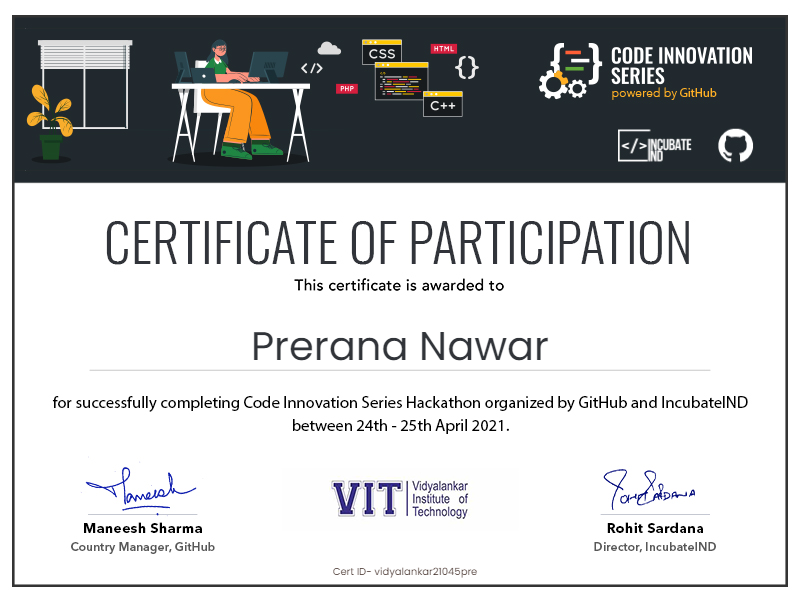 CSS
HTML
</>
{}
PHP
C++
CODE INNOVATION
SERIES
powered by GitHub
</>INCUBATE
IND
CERTIFICATE OF PARTICIPATION
This certificate is awarded to
Prerana Nawar
for successfully completing Code Innovation Series Hackathon organized by GitHub and IncubateIND
between 24th - 25th April 2021.
Maneesh
Rohit Sardana
VIT
Vidyalankar
Institute of
Technology
Maneesh Sharma
Country Manager, GitHub
Rohit Sardana
Director, IncubateIND
Cert ID- vidyalankar21045pre